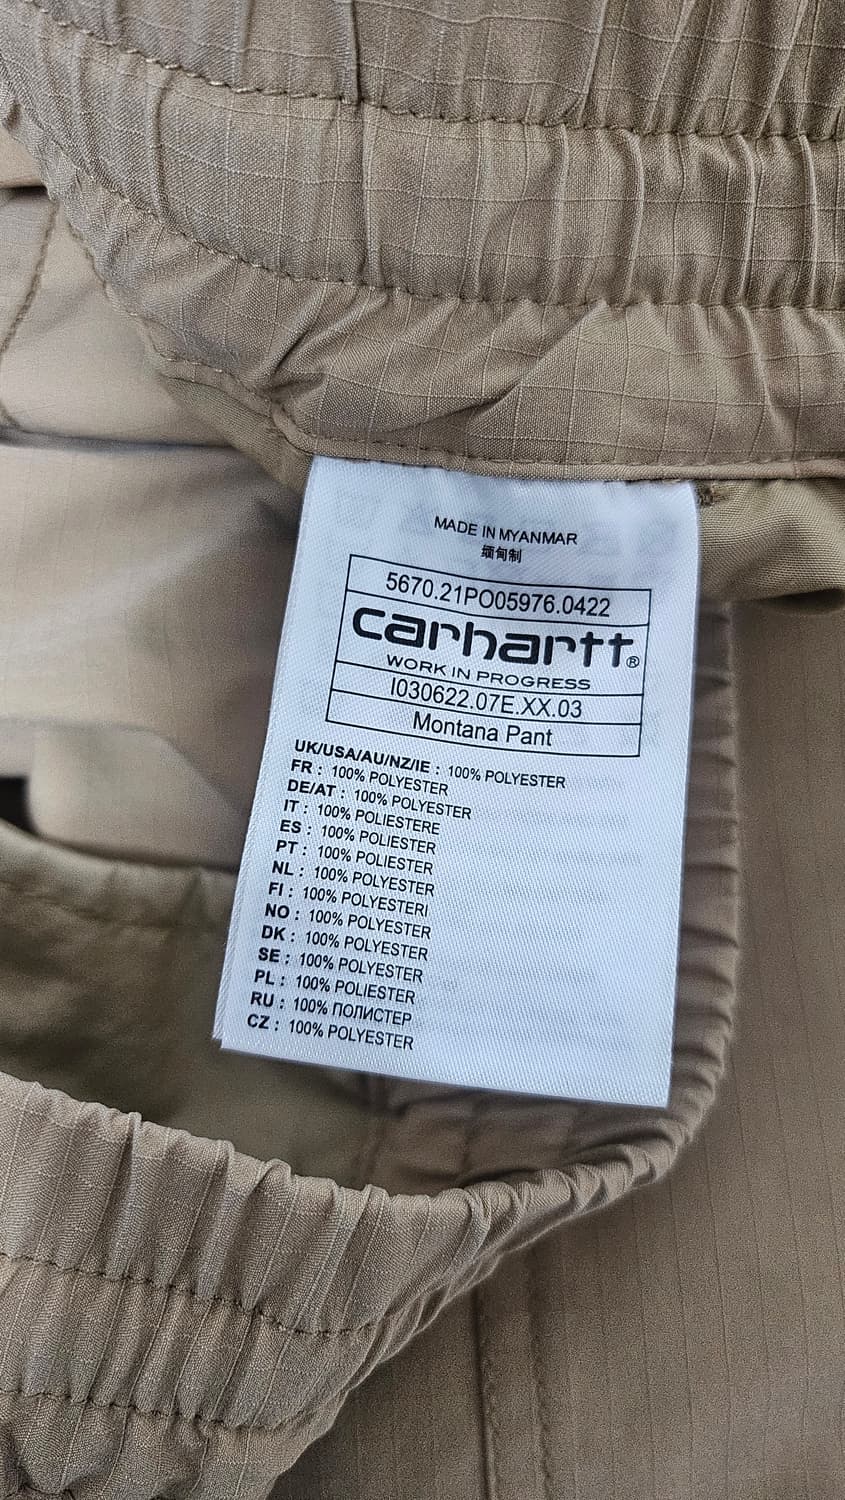 MADE IN MYANMAR
缅甸制
5670.21PO05976.0422
carhartt®
WORK IN PROGRESS
I030622.07E.XX.03
Montana Pant
UK/USA/AU/NZ/IE : 100% POLYESTER
FR : 100% POLYESTER
DE/AT : 100% POLYESTER
IT : 100% POLIESTERE
ES : 100% POLIESTER
PT : 100% POLIESTER
NL : 100% POLYESTER
FI : 100% POLYESTERI
NO : 100% POLYESTER
DK : 100% POLYESTER
SE : 100% POLYESTER
PL : 100% POLIESTER
RU : 100% ПОЛИСТЕР
CZ : 100% POLYESTER